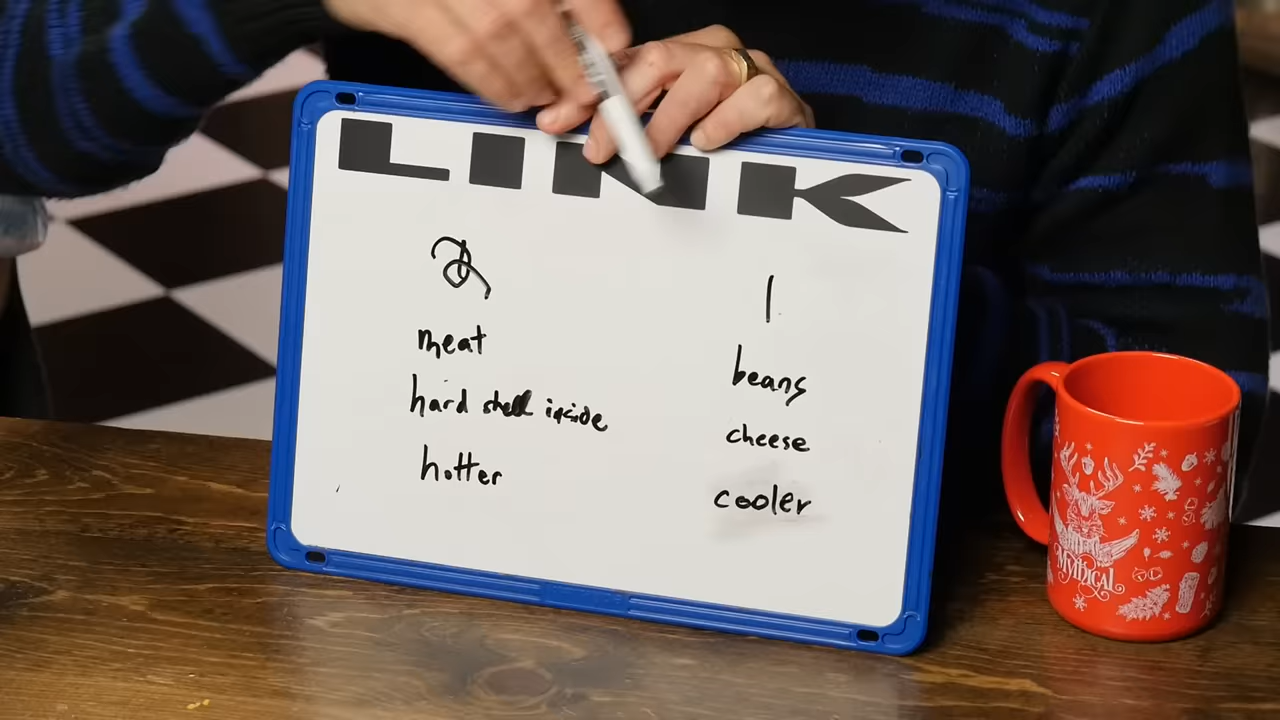 LINK
2
meat
hard shell inside
hotter
1
beans
cheese
cooler
Mythical